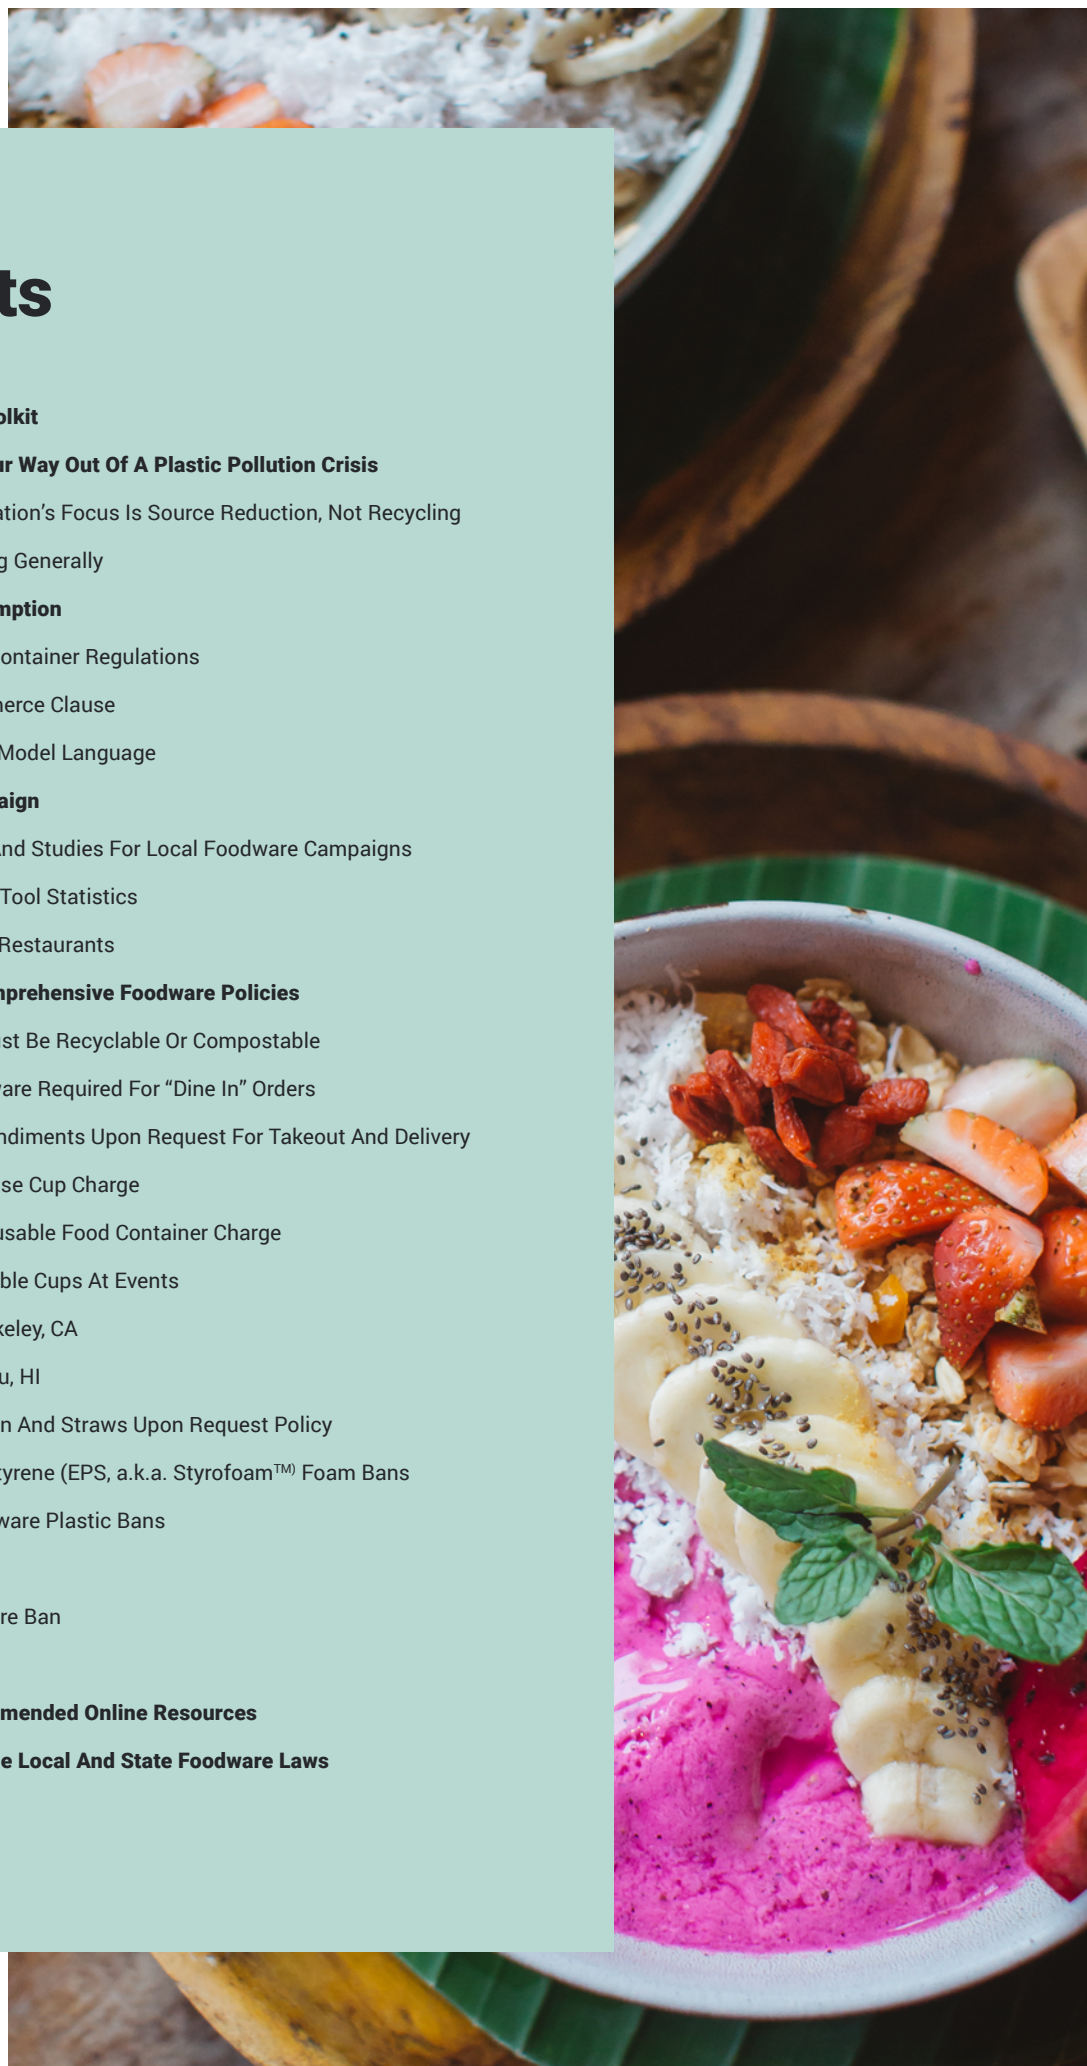 ts
olkit
ur Way Out Of A Plastic Pollution Crisis
ation's Focus Is Source Reduction, Not Recycling
g Generally
mption
ontainer Regulations
merce Clause
Model Language
aign
And Studies For Local Foodware Campaigns
Tool Statistics
Restaurants
mprehensive Foodware Policies
st Be Recyclable Or Compostable
are Required For “Dine In” Orders
ndiments Upon Request For Takeout And Delivery
se Cup Charge
usable Food Container Charge
ble Cups At Events
keley, CA
u, HI
n And Straws Upon Request Policy
tyrene (EPS, a.k.a. Styrofoam™) Foam Bans
ware Plastic Bans
re Ban
mended Online Resources
e Local And State Foodware Laws